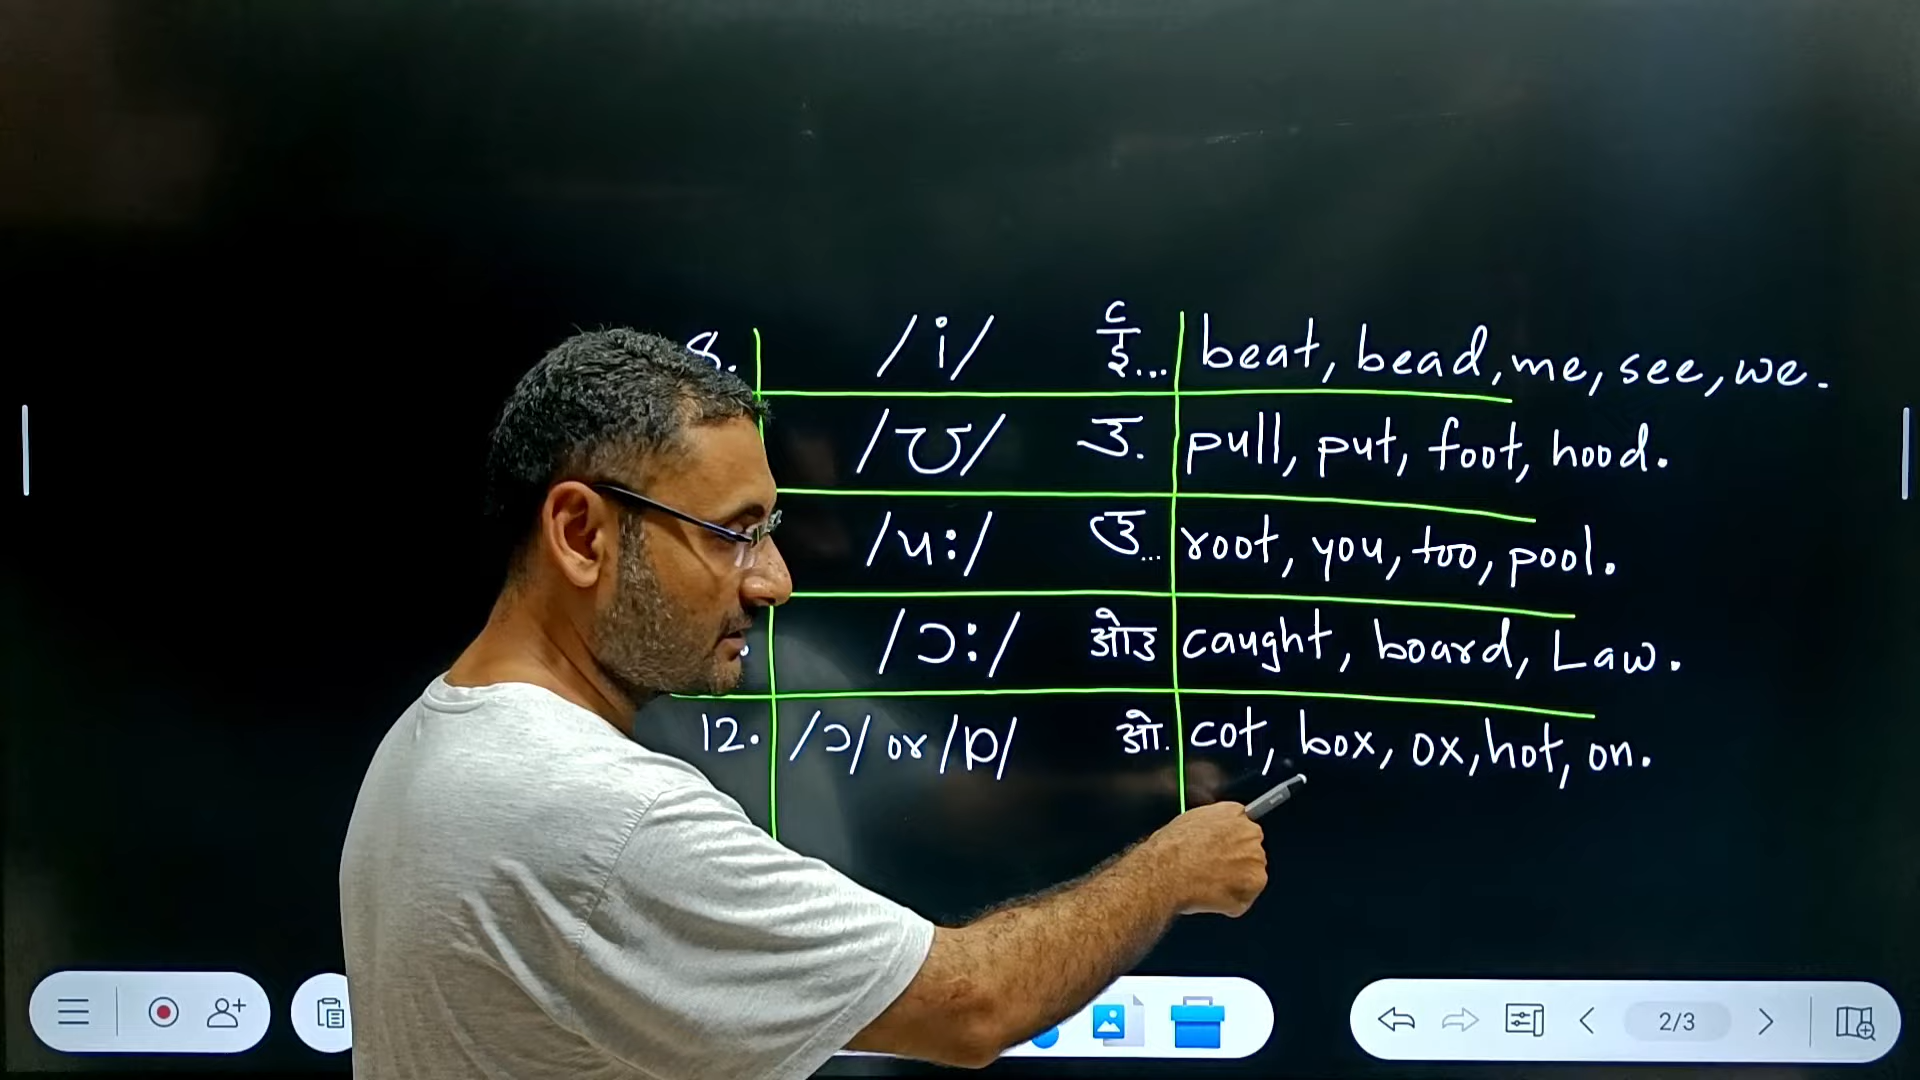 8. /i/ ई... beat, bead, me, see, we.
/ʊ/ उ. pull, put, foot, hood.
/u:/ उ... root, you, too, pool.
/ɔ:/ ओउ caught, board, Law.
12. /ɔ/ or /ɒ/ ओ. cot, box, ox, hot, on.
2/3